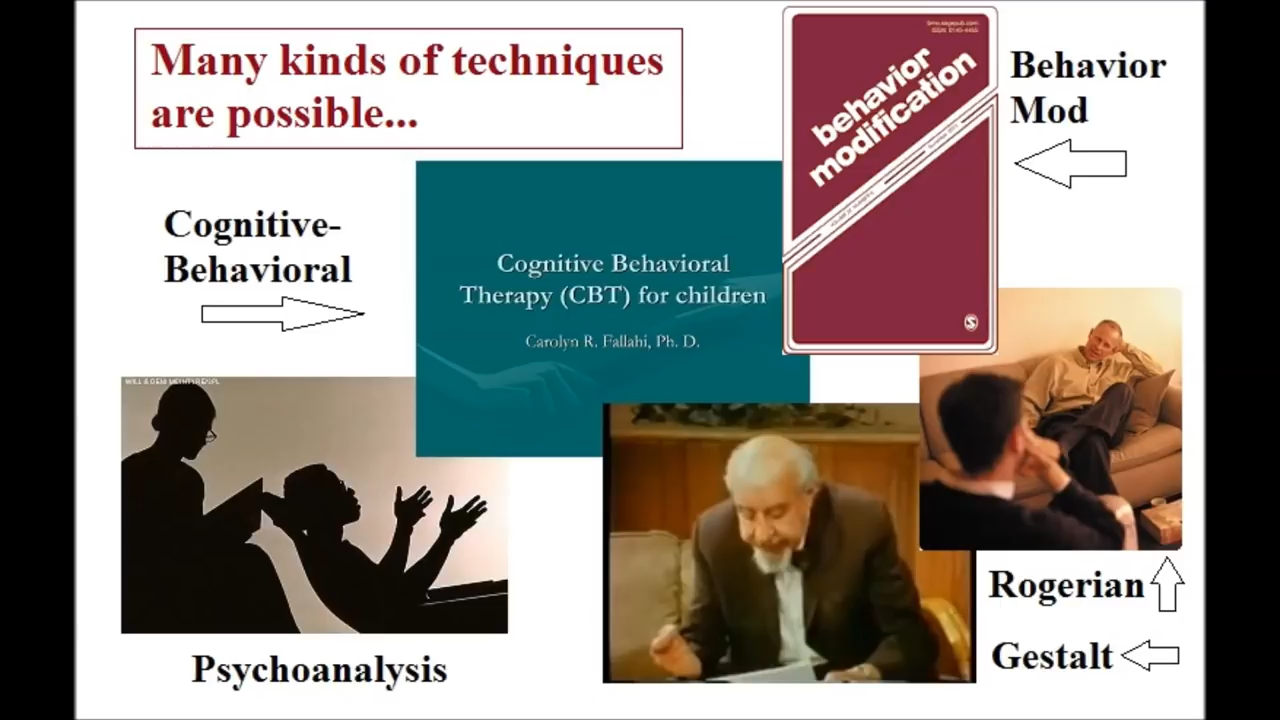 Many kinds of techniques
are possible...
behavior
modification
Behavior
Mod
Cognitive-
Behavioral
Cognitive Behavioral
Therapy (CBT) for children
Carolyn R. Fallahi, Ph. D.
Psychoanalysis
Rogerian
Gestalt